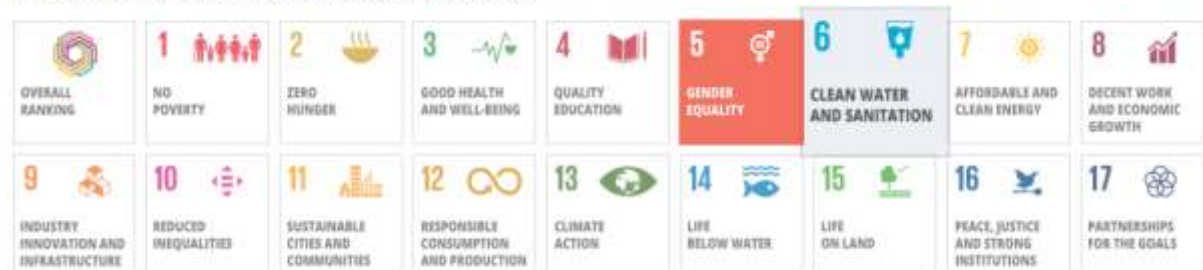 OVERALL
RANKING
1
NO
POVERTY
2
ZERO
HUNGER
3
GOOD HEALTH
AND WELL-BEING
4
QUALITY
EDUCATION
5
GENDER
EQUALITY
6
CLEAN WATER
AND SANITATION
7
AFFORDABLE AND
CLEAN ENERGY
8
DECENT WORK
AND ECONOMIC
GROWTH
9
INDUSTRY
INNOVATION AND
INFRASTRUCTURE
10
REDUCED
INEQUALITIES
11
SUSTAINABLE
CITIES AND
COMMUNITIES
12
RESPONSIBLE
CONSUMPTION
AND PRODUCTION
13
CLIMATE
ACTION
14
LIFE
BELOW WATER
15
LIFE
ON LAND
16
PEACE, JUSTICE
AND STRONG
INSTITUTIONS
17
PARTNERSHIPS
FOR THE GOALS